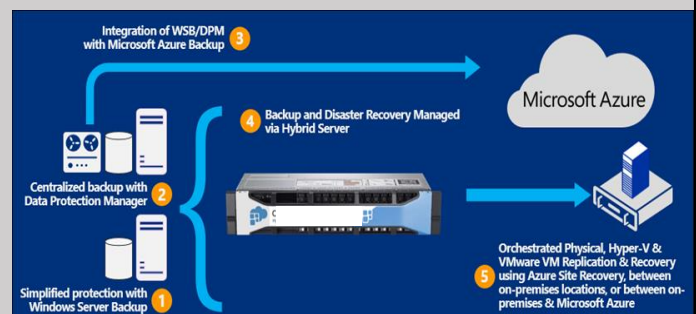 Integration of WSB/DPM
with Microsoft Azure Backup
3
Microsoft Azure
4
Backup and Disaster Recovery Managed
via Hybrid Server
Centralized backup with
Data Protection Manager
2
Simplified protection with
Windows Server Backup
1
5
Orchestrated Physical, Hyper-V &
VMware VM Replication & Recovery
using Azure Site Recovery, between
on-premises locations, or between on-
premises & Microsoft Azure